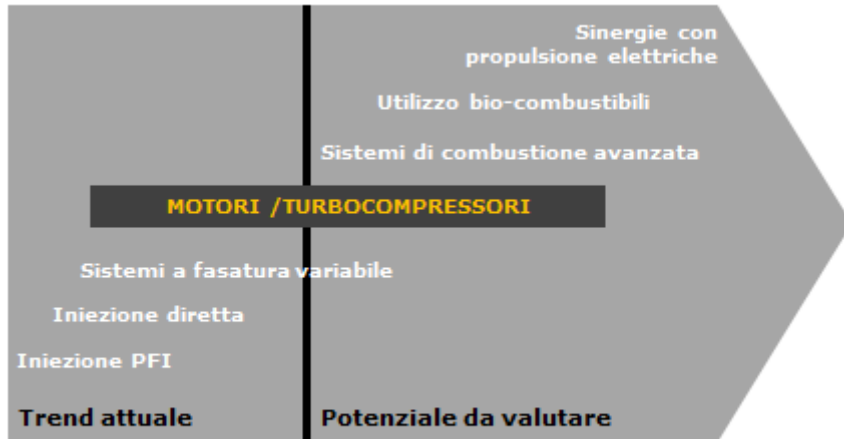 Sinergie con
propulsione elettriche
Utilizzo bio-combustibili
Sistemi di combustione avanzata
MOTORI /TURBOCOMPRESSORI
Sistemi a fasatura variabile
Iniezione diretta
Iniezione PFI
Trend attuale
Potenziale da valutare